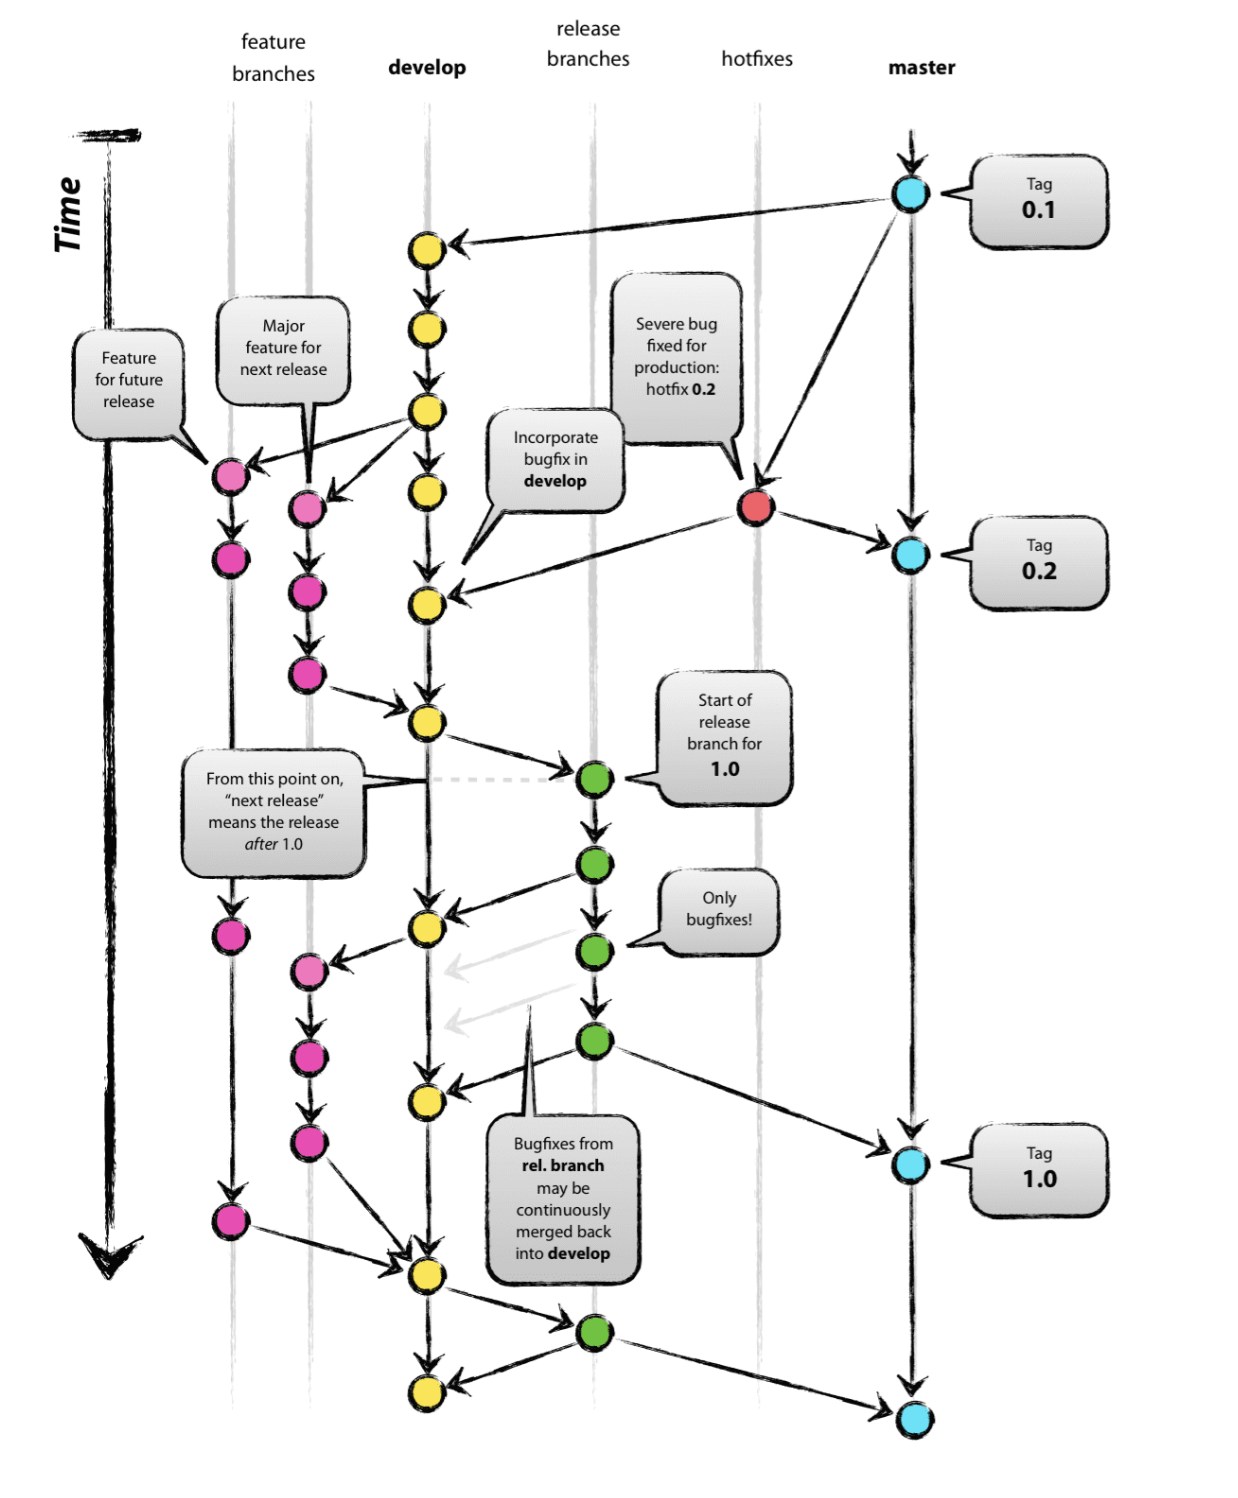 feature
branches
develop
release
branches
hotfixes
master
Time
Tag
0.1
Feature
for future
release
Major
feature for
next release
Severe bug
fixed for
production:
hotfix 0.2
Incorporate
bugfix in
develop
Tag
0.2
Start of
release
branch for
1.0
From this point on,
“next release”
means the release
after 1.0
Only
bugfixes!
Bugfixes from
rel. branch
may be
continuously
merged back
into develop
Tag
1.0